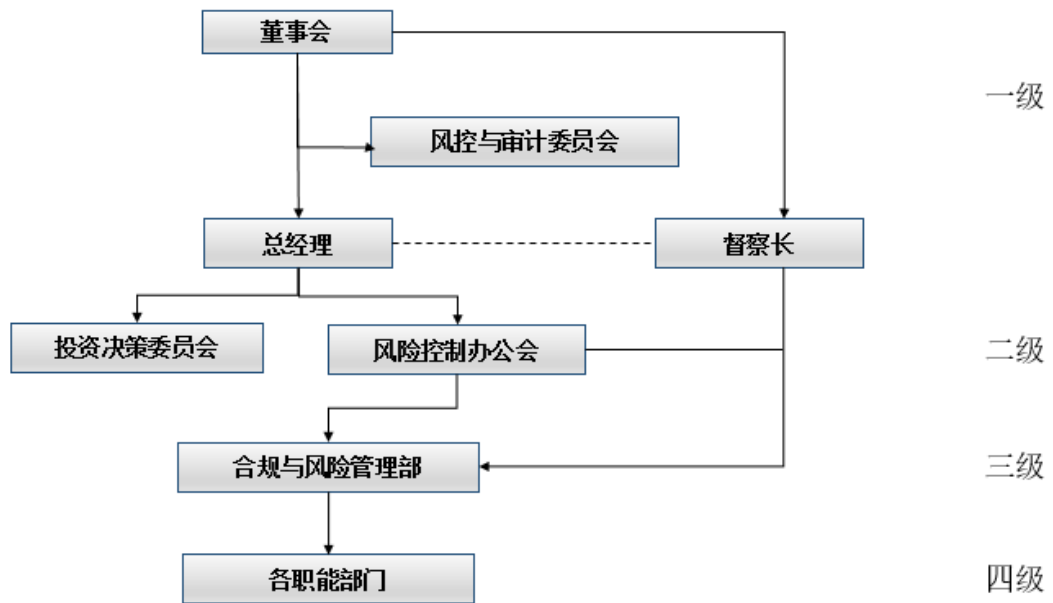 董事会
一级
风控与审计委员会
总经理
督察长
投资决策委员会
风险控制办公会
二级
合规与风险管理部
三级
各职能部门
四级